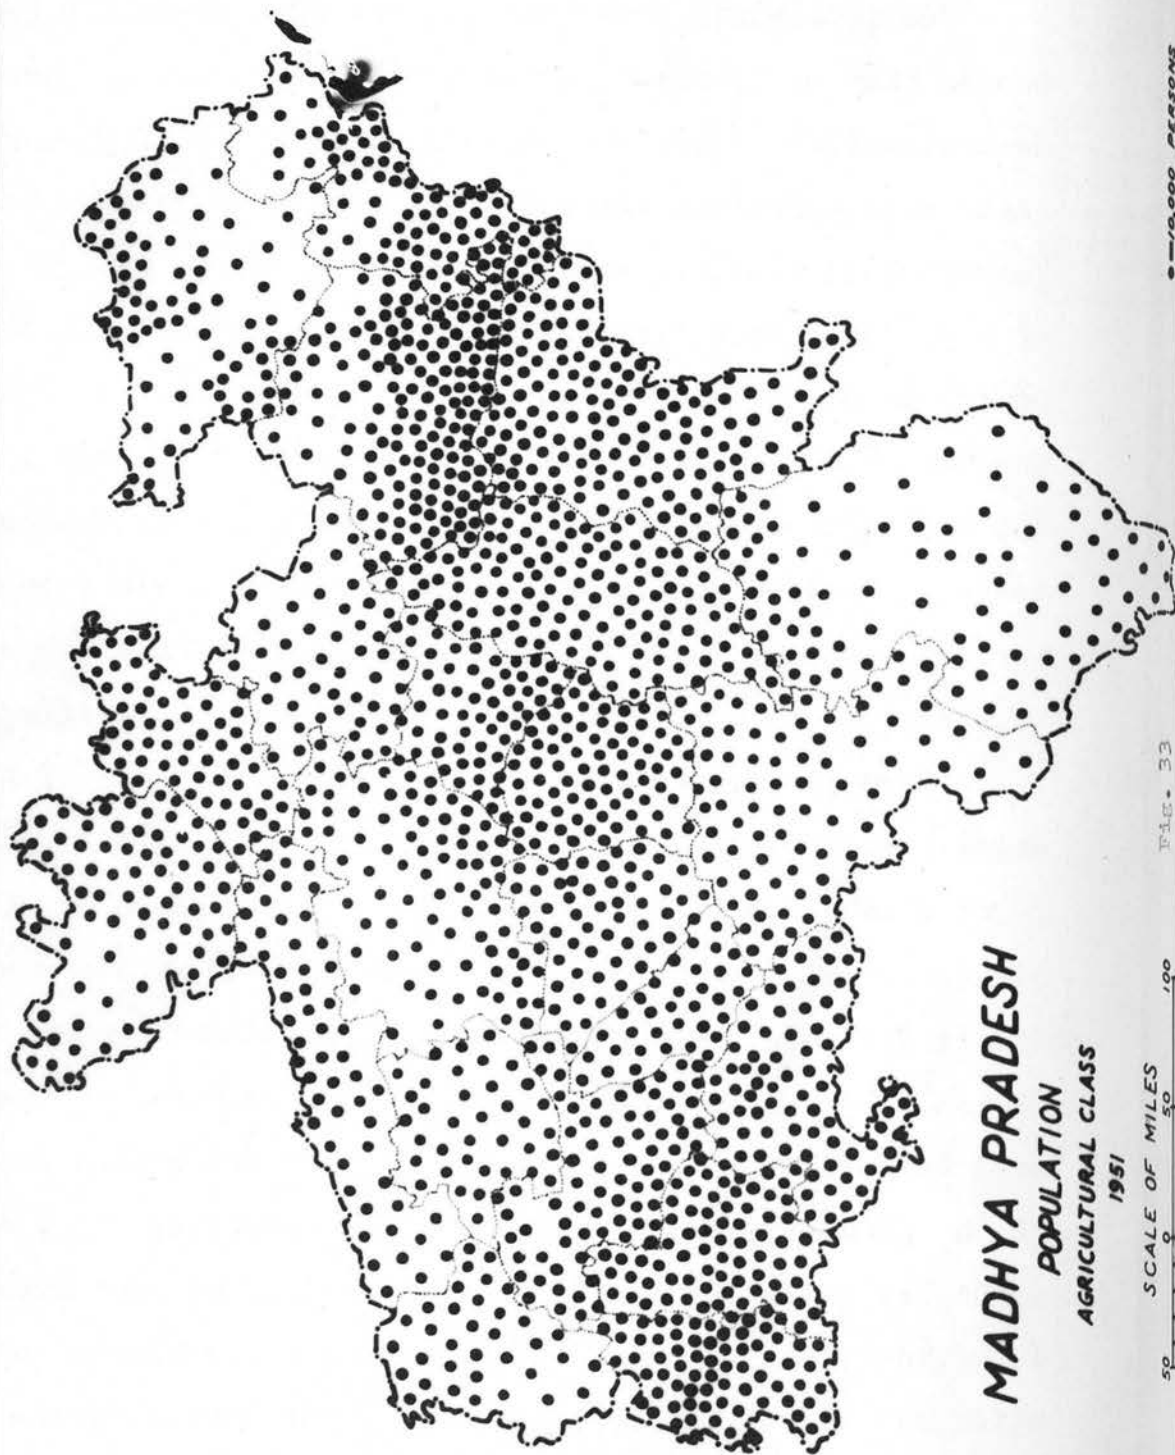 MADHYA PRADESH
POPULATION
AGRICULTURAL CLASS
1951
SCALE OF MILES
50 0 50 100
Fig. 33
●—10,000 PERSONS